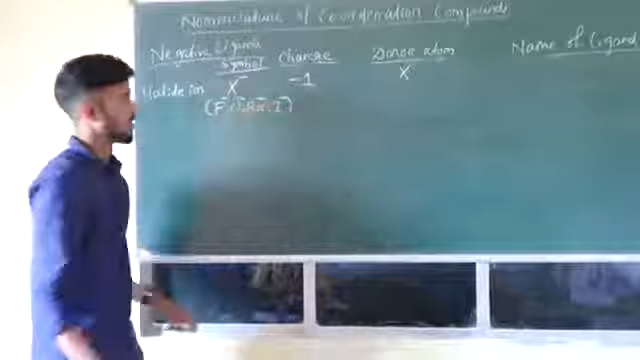 Nomenclature of Coordination Compounds
Negative Ligands
Symbol Charge Donor atom Name of Ligand
Halide ion X⁻ -1 X
(F⁻, Cl⁻, Br⁻, I⁻)